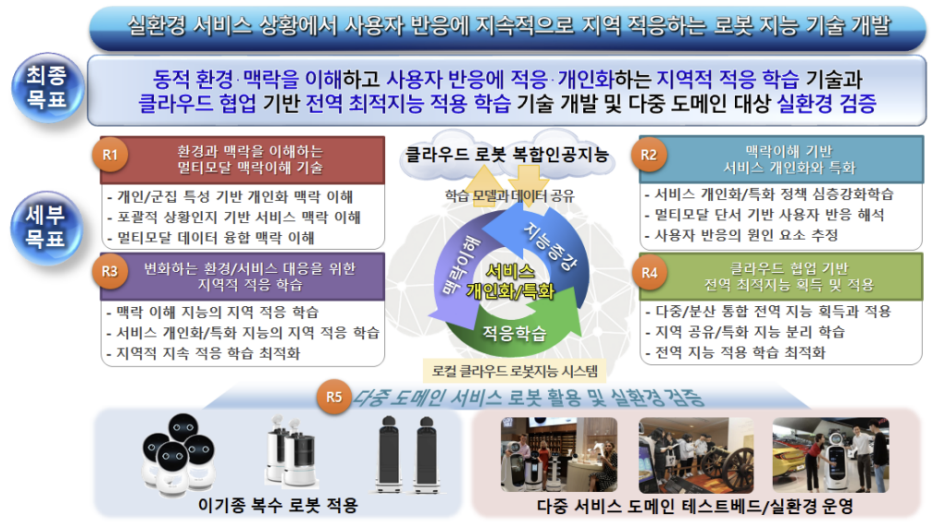 실환경 서비스 상황에서 사용자 반응에 지속적으로 지역 적응하는 로봇 지능 기술 개발
최종
목표
동적 환경·맥락을 이해하고 사용자 반응에 적응·개인화하는 지역적 적응 학습 기술과
클라우드 협업 기반 전역 최적지능 적용 학습 기술 개발 및 다중 도메인 대상 실환경 검증
세부
목표
R1
환경과 맥락을 이해하는
멀티모달 맥락이해 기술
- 개인/군집 특성 기반 개인화 맥락 이해
- 포괄적 상황인지 기반 서비스 맥락 이해
- 멀티모달 데이터 융합 맥락 이해
클라우드 로봇 복합인공지능
학습 모델과 데이터 공유
R2
맥락이해 기반
서비스 개인화와 특화
- 서비스 개인화/특화 정책 심층강화학습
- 멀티모달 단서 기반 사용자 반응 해석
- 사용자 반응의 원인 요소 추정
맥락이해
지능증강
서비스
개인화/특화
적응학습
로컬 클라우드 로봇지능 시스템
R3
변화하는 환경/서비스 대응을 위한
지역적 적응 학습
- 맥락 이해 지능의 지역 적응 학습
- 서비스 개인화/특화 지능의 지역 적응 학습
- 지역적 지속 적응 학습 최적화
R4
클라우드 협업 기반
전역 최적지능 획득 및 적용
- 다중/분산 통합 전역 지능 획득과 적용
- 지역 공유/특화 지능 분리 학습
- 전역 지능 적용 학습 최적화
R5
다중 도메인 서비스 로봇 활용 및 실환경 검증
이기종 복수 로봇 적용
다중 서비스 도메인 테스트베드/실환경 운영